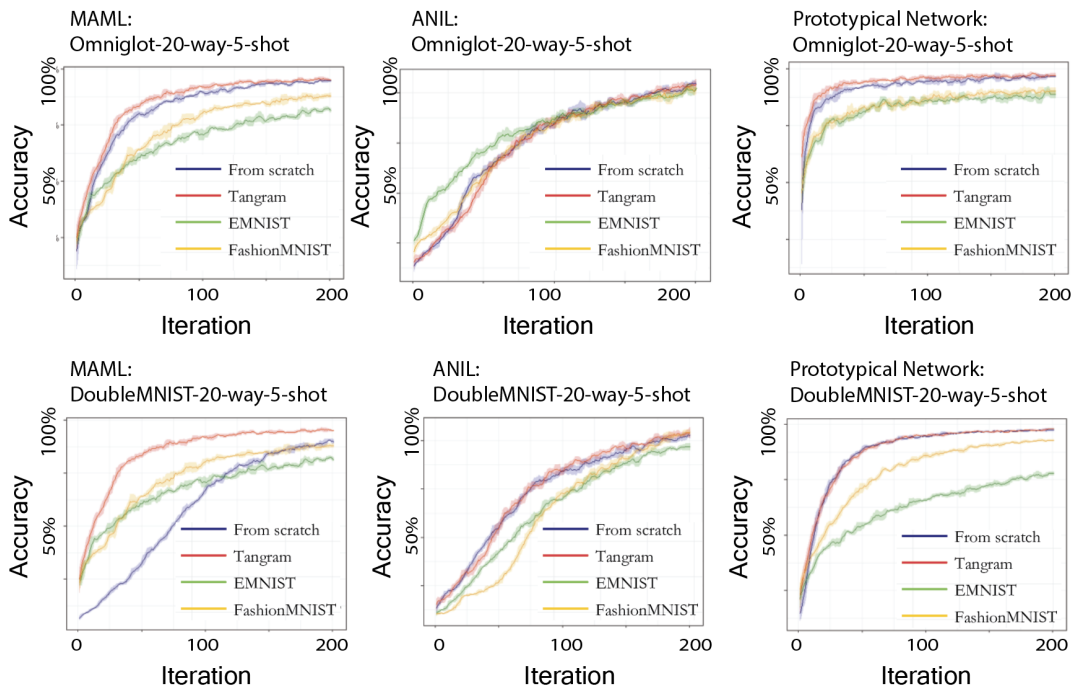 MAML:
Omniglot-20-way-5-shot
100%
50%
Accuracy
From scratch
Tangram
EMNIST
FashionMNIST
0 100 200
Iteration
ANIL:
Omniglot-20-way-5-shot
100%
50%
Accuracy
From scratch
Tangram
EMNIST
FashionMNIST
0 100 200
Iteration
Prototypical Network:
Omniglot-20-way-5-shot
100%
50%
Accuracy
From scratch
Tangram
EMNIST
FashionMNIST
0 100 200
Iteration
MAML:
DoubleMNIST-20-way-5-shot
100%
50%
Accuracy
From scratch
Tangram
EMNIST
FashionMNIST
0 100 200
Iteration
ANIL:
DoubleMNIST-20-way-5-shot
100%
50%
Accuracy
From scratch
Tangram
EMNIST
FashionMNIST
0 100 200
Iteration
Prototypical Network:
DoubleMNIST-20-way-5-shot
100%
50%
Accuracy
From scratch
Tangram
EMNIST
FashionMNIST
0 100 200
Iteration